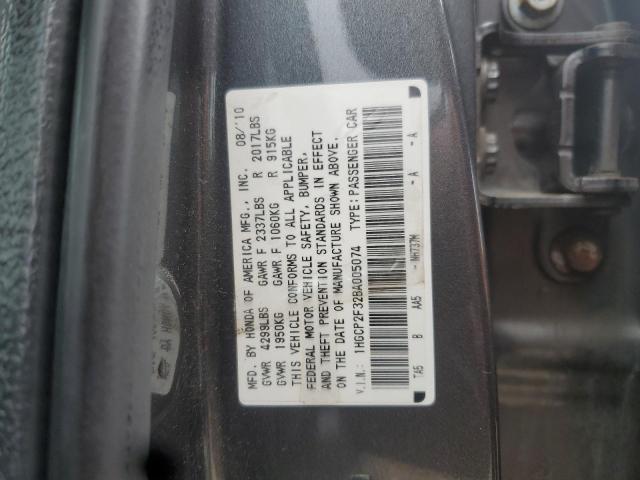 MFD. BY HONDA OF AMERICA MFG., INC. 08/'10
GVWR 4299LBS GAWR F 2337LBS R 2017LBS
GVWR 1950KG GAWR F 1060KG R 915KG
THIS VEHICLE CONFORMS TO ALL APPLICABLE
FEDERAL MOTOR VEHICLE SAFETY, BUMPER,
AND THEFT PREVENTION STANDARDS IN EFFECT
ON THE DATE OF MANUFACTURE SHOWN ABOVE.
V.I.N.: 1HGCP2F32BA005074 TYPE:PASSENGER CAR
TA5 B AA5 - NH737M - A - A